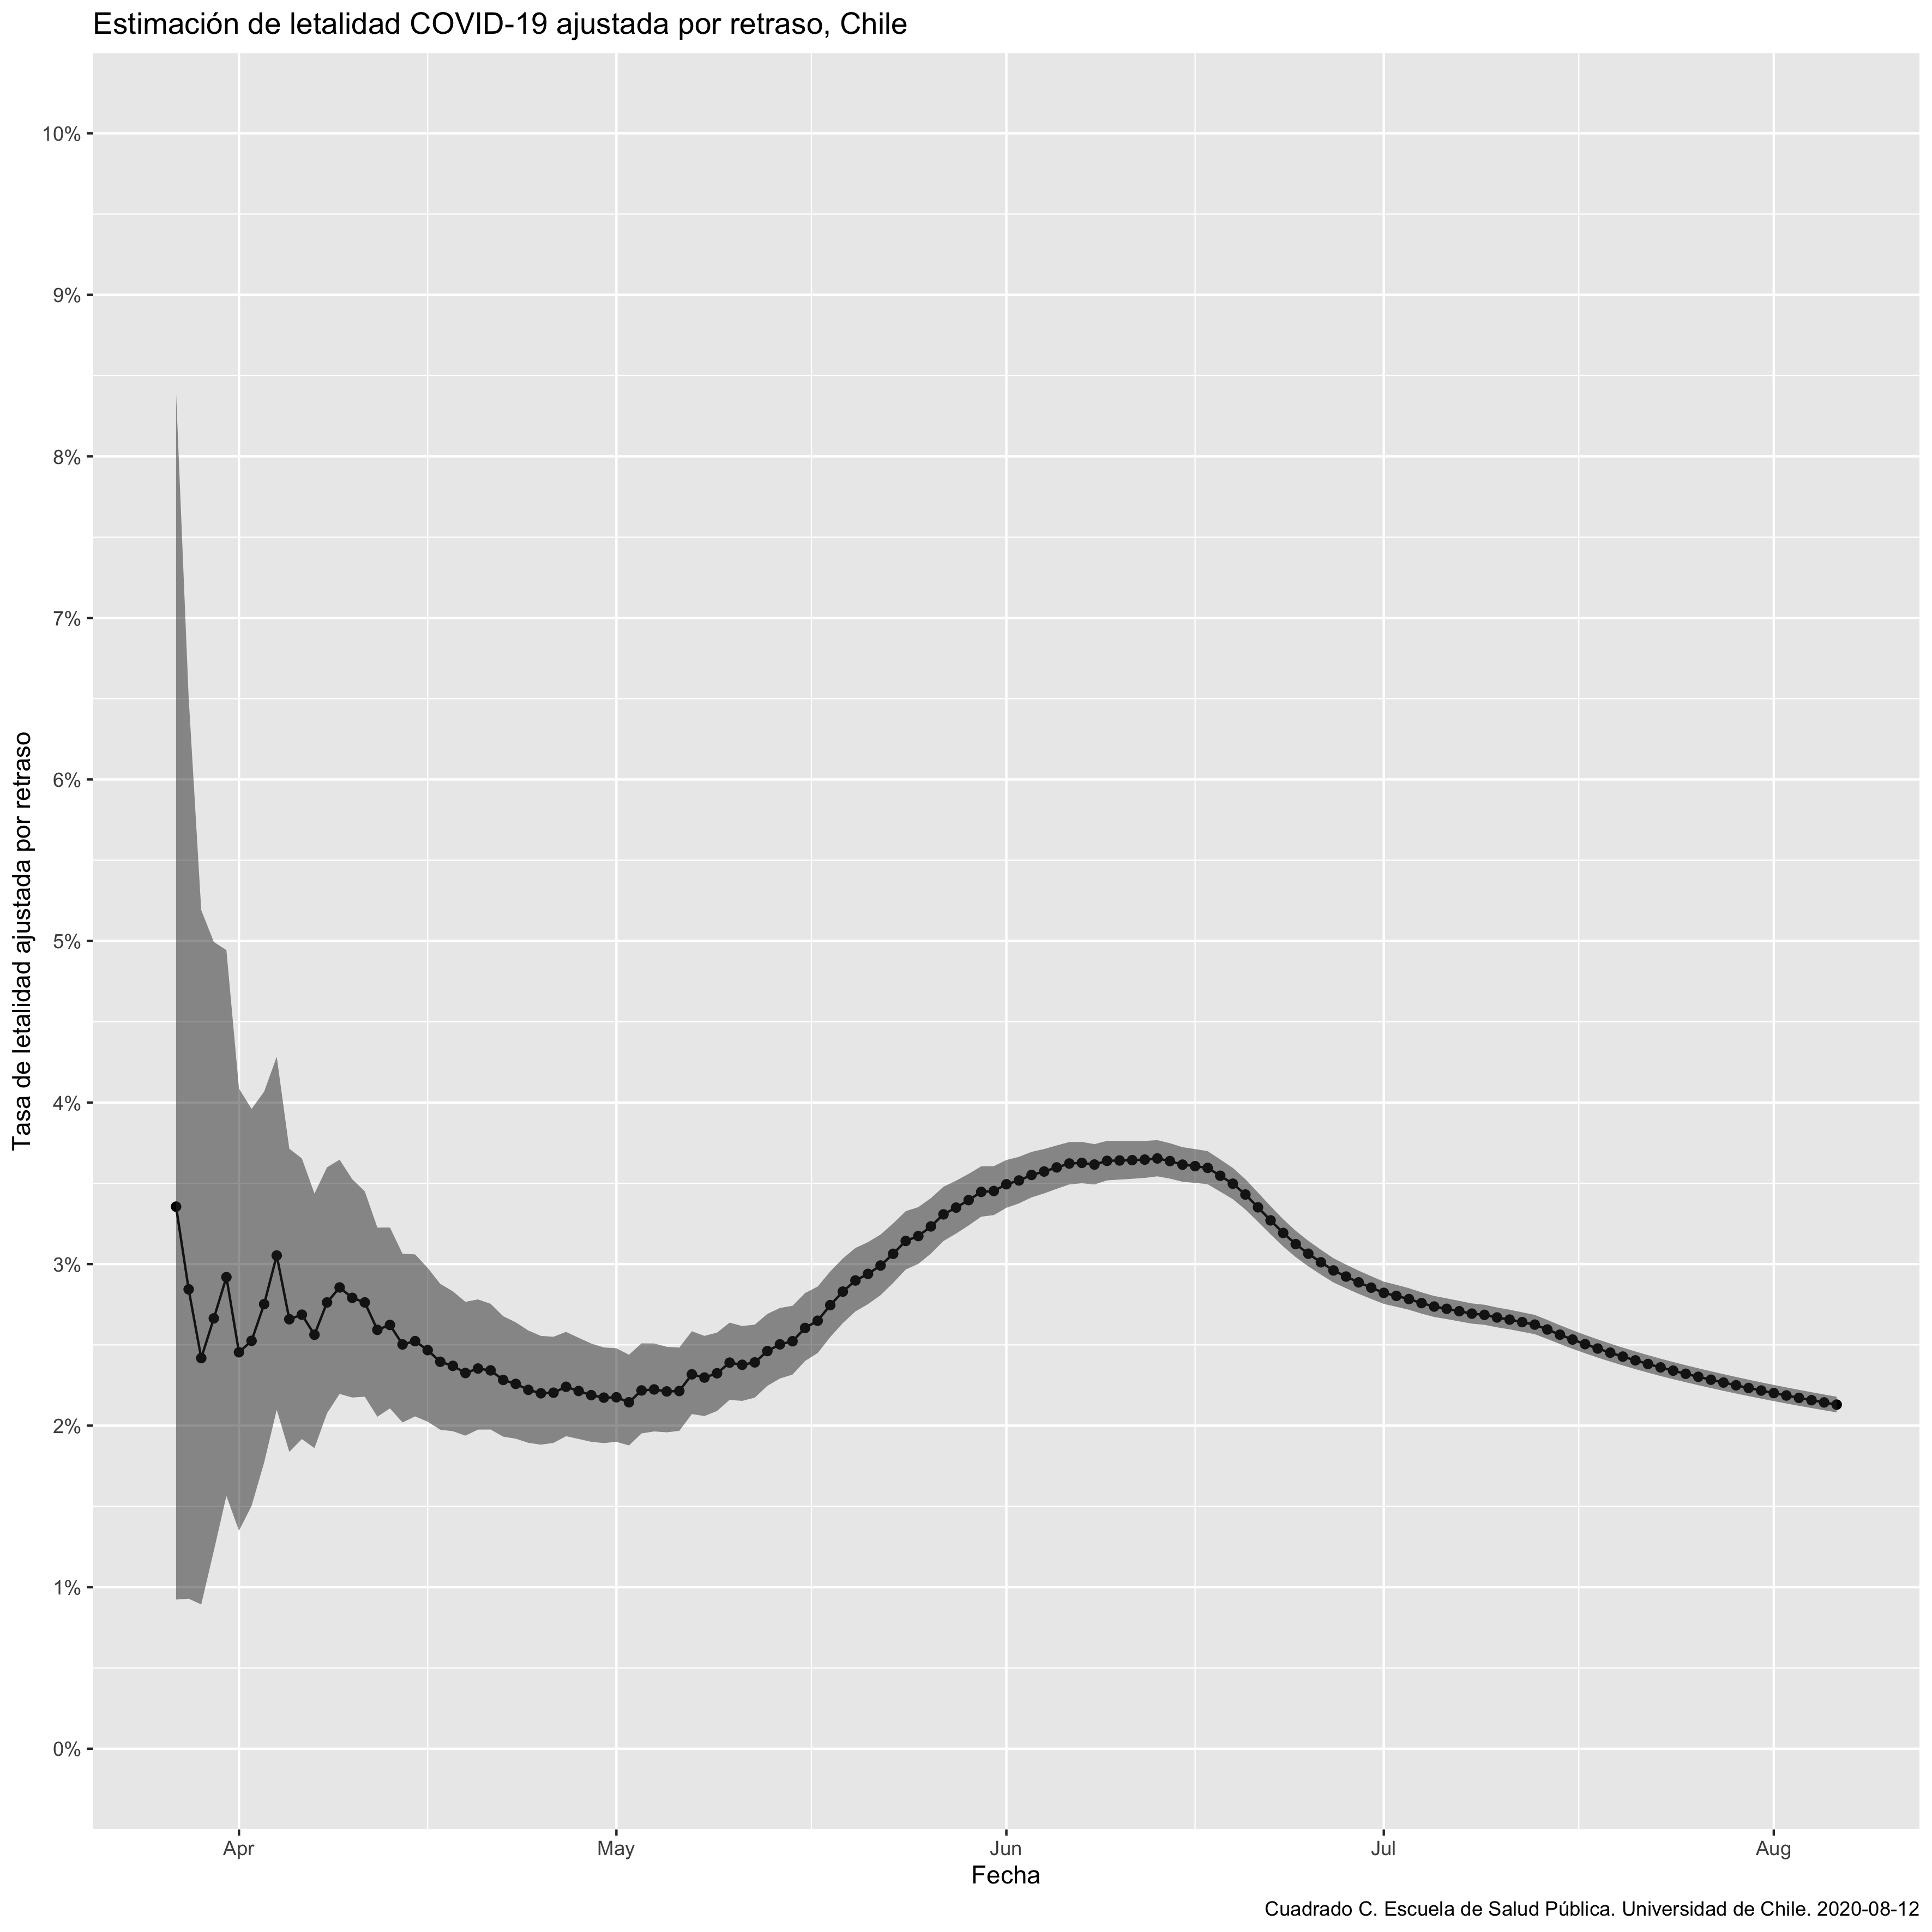 Estimación de letalidad COVID-19 ajustada por retraso, Chile
Tasa de letalidad ajustada por retraso
10%
9%
8%
7%
6%
5%
4%
3%
2%
1%
0%
Apr May Jun Jul Aug
Fecha
Cuadrado C. Escuela de Salud Pública. Universidad de Chile. 2020-08-12